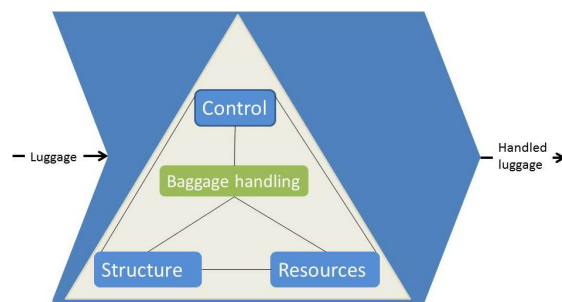 Control
Luggage
Handled
luggage
Baggage handling
Structure
Resources